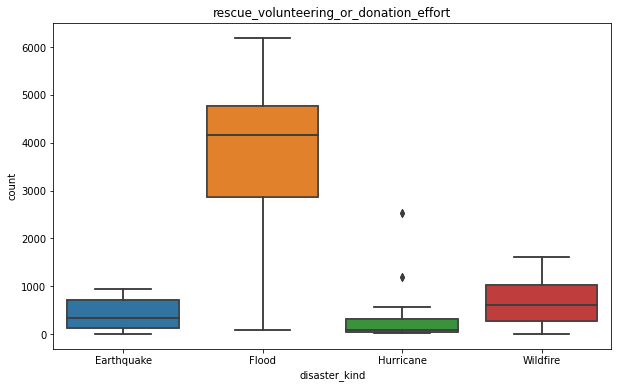 rescue_volunteering_or_donation_effort
6000
5000
4000
3000
2000
1000
0
count
Earthquake Flood Hurricane Wildfire
disaster_kind